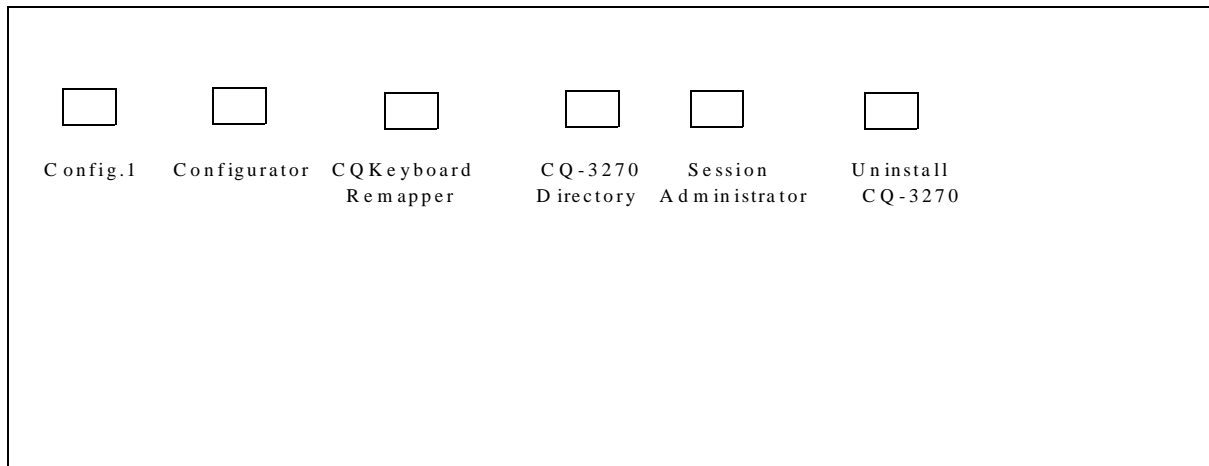 Config.1 Configurator CQKeyboard CQ-3270 Session Uninstall
Remapper Directory Administrator CQ-3270